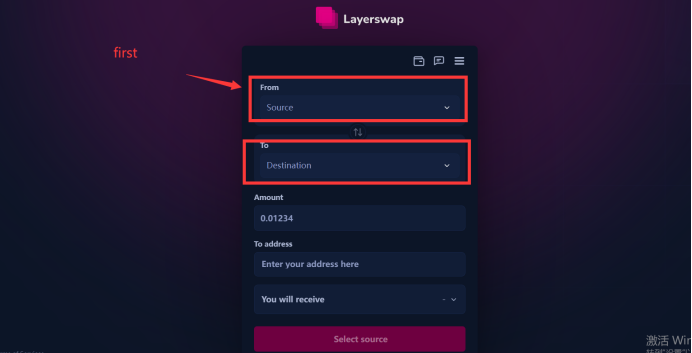 Layerswap
first
From
Source
To
Destination
Amount
0.01234
To address
Enter your address here
You will receive
-
Select source
激活 Win